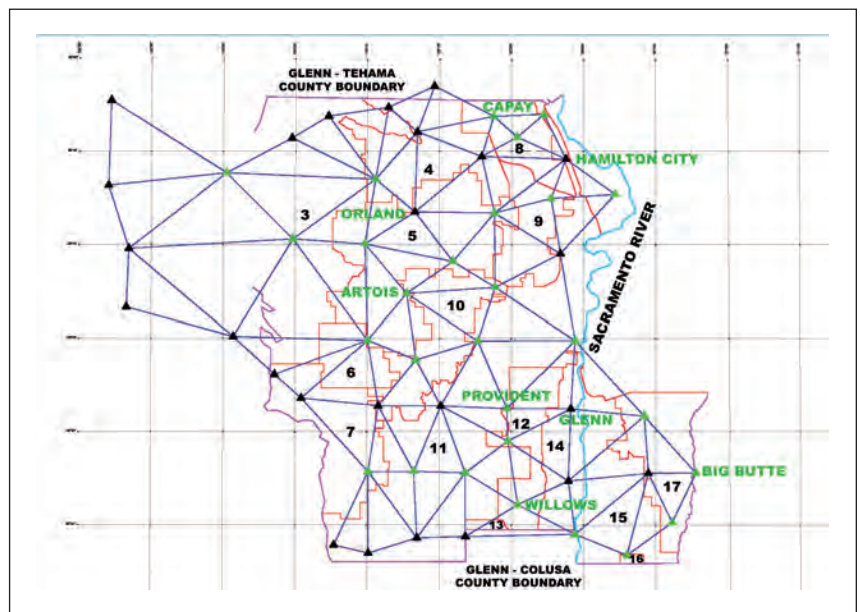 GLENN - TEHAMA
COUNTY BOUNDARY
CAPAY
8
HAMILTON CITY
4
3
ORLAND
9
5
SACRAMENTO RIVER
ARTOIS
10
6
PROVIDENT
12
GLENN
7
11
14
BIG BUTTE
17
WILLOWS
15
13
16
GLENN - COLUSA
COUNTY BOUNDARY